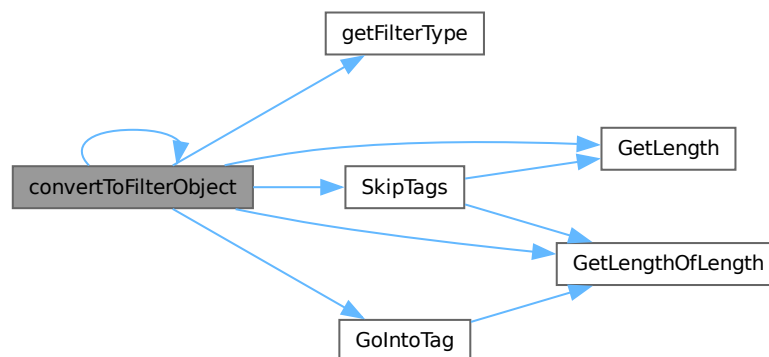 getFilterType
GetLength
convertToFilterObject
SkipTags
GetLengthOfLength
GoIntoTag